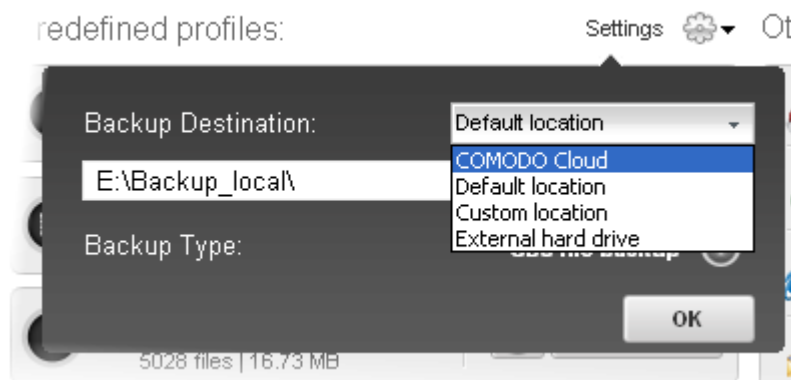 redefined profiles:
Settings
Backup Destination:
Default location
E:\Backup_local\
COMODO Cloud
Default location
Custom location
External hard drive
Backup Type:
OK
5028 files | 16.73 MB